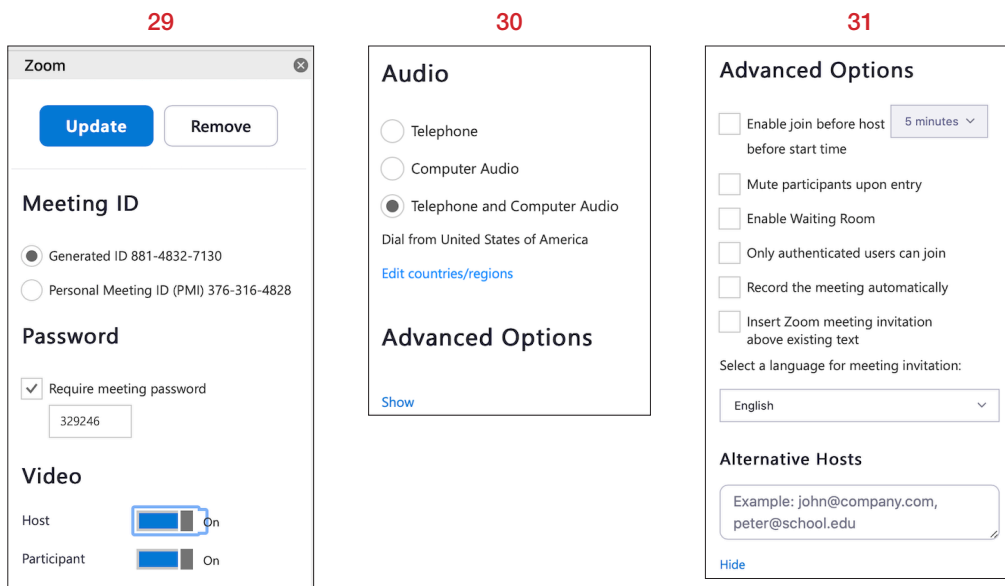 29
Zoom
Update
Remove
Meeting ID
Generated ID 881-4832-7130
Personal Meeting ID (PMI) 376-316-4828
Password
Require meeting password
329246
Video
Host
On
Participant
On
30
Audio
Telephone
Computer Audio
Telephone and Computer Audio
Dial from United States of America
Edit countries/regions
Advanced Options
Show
31
Advanced Options
Enable join before host
5 minutes
before start time
Mute participants upon entry
Enable Waiting Room
Only authenticated users can join
Record the meeting automatically
Insert Zoom meeting invitation
above existing text
Select a language for meeting invitation:
English
Alternative Hosts
Example: john@company.com,
peter@school.edu
Hide